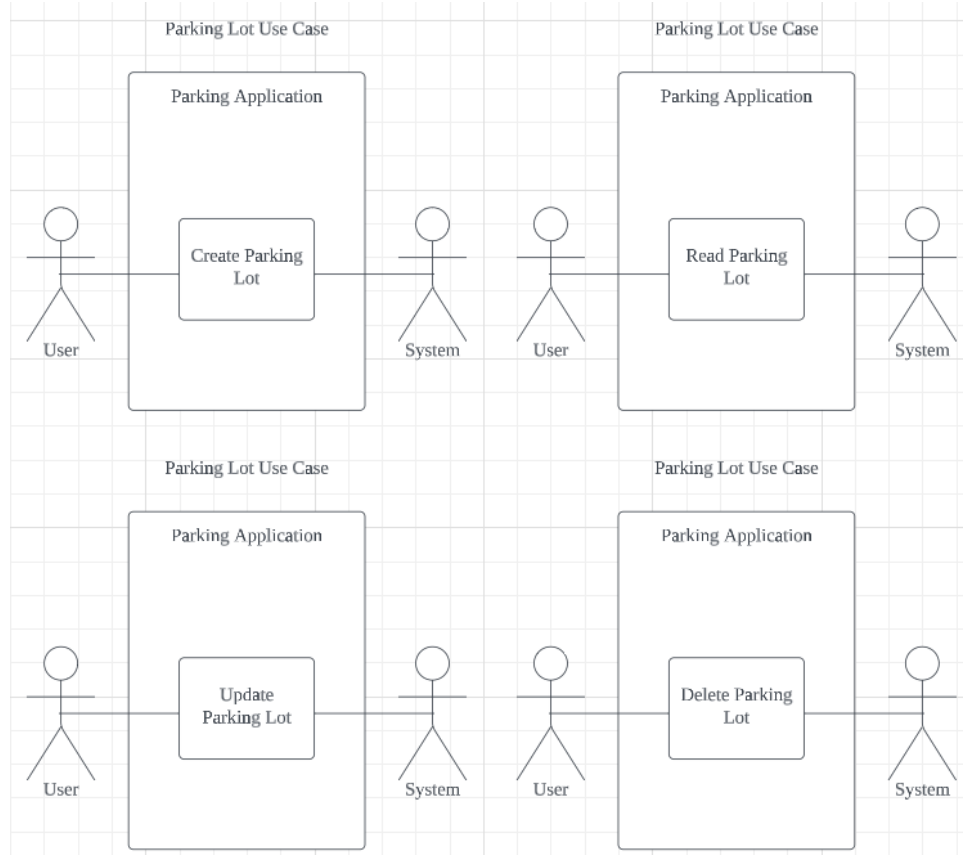 Parking Lot Use Case
Parking Application
Create Parking
Lot
User
System
Parking Lot Use Case
Parking Application
Read Parking
Lot
User
System
Parking Lot Use Case
Parking Application
Update
Parking Lot
User
System
Parking Lot Use Case
Parking Application
Delete Parking
Lot
User
System